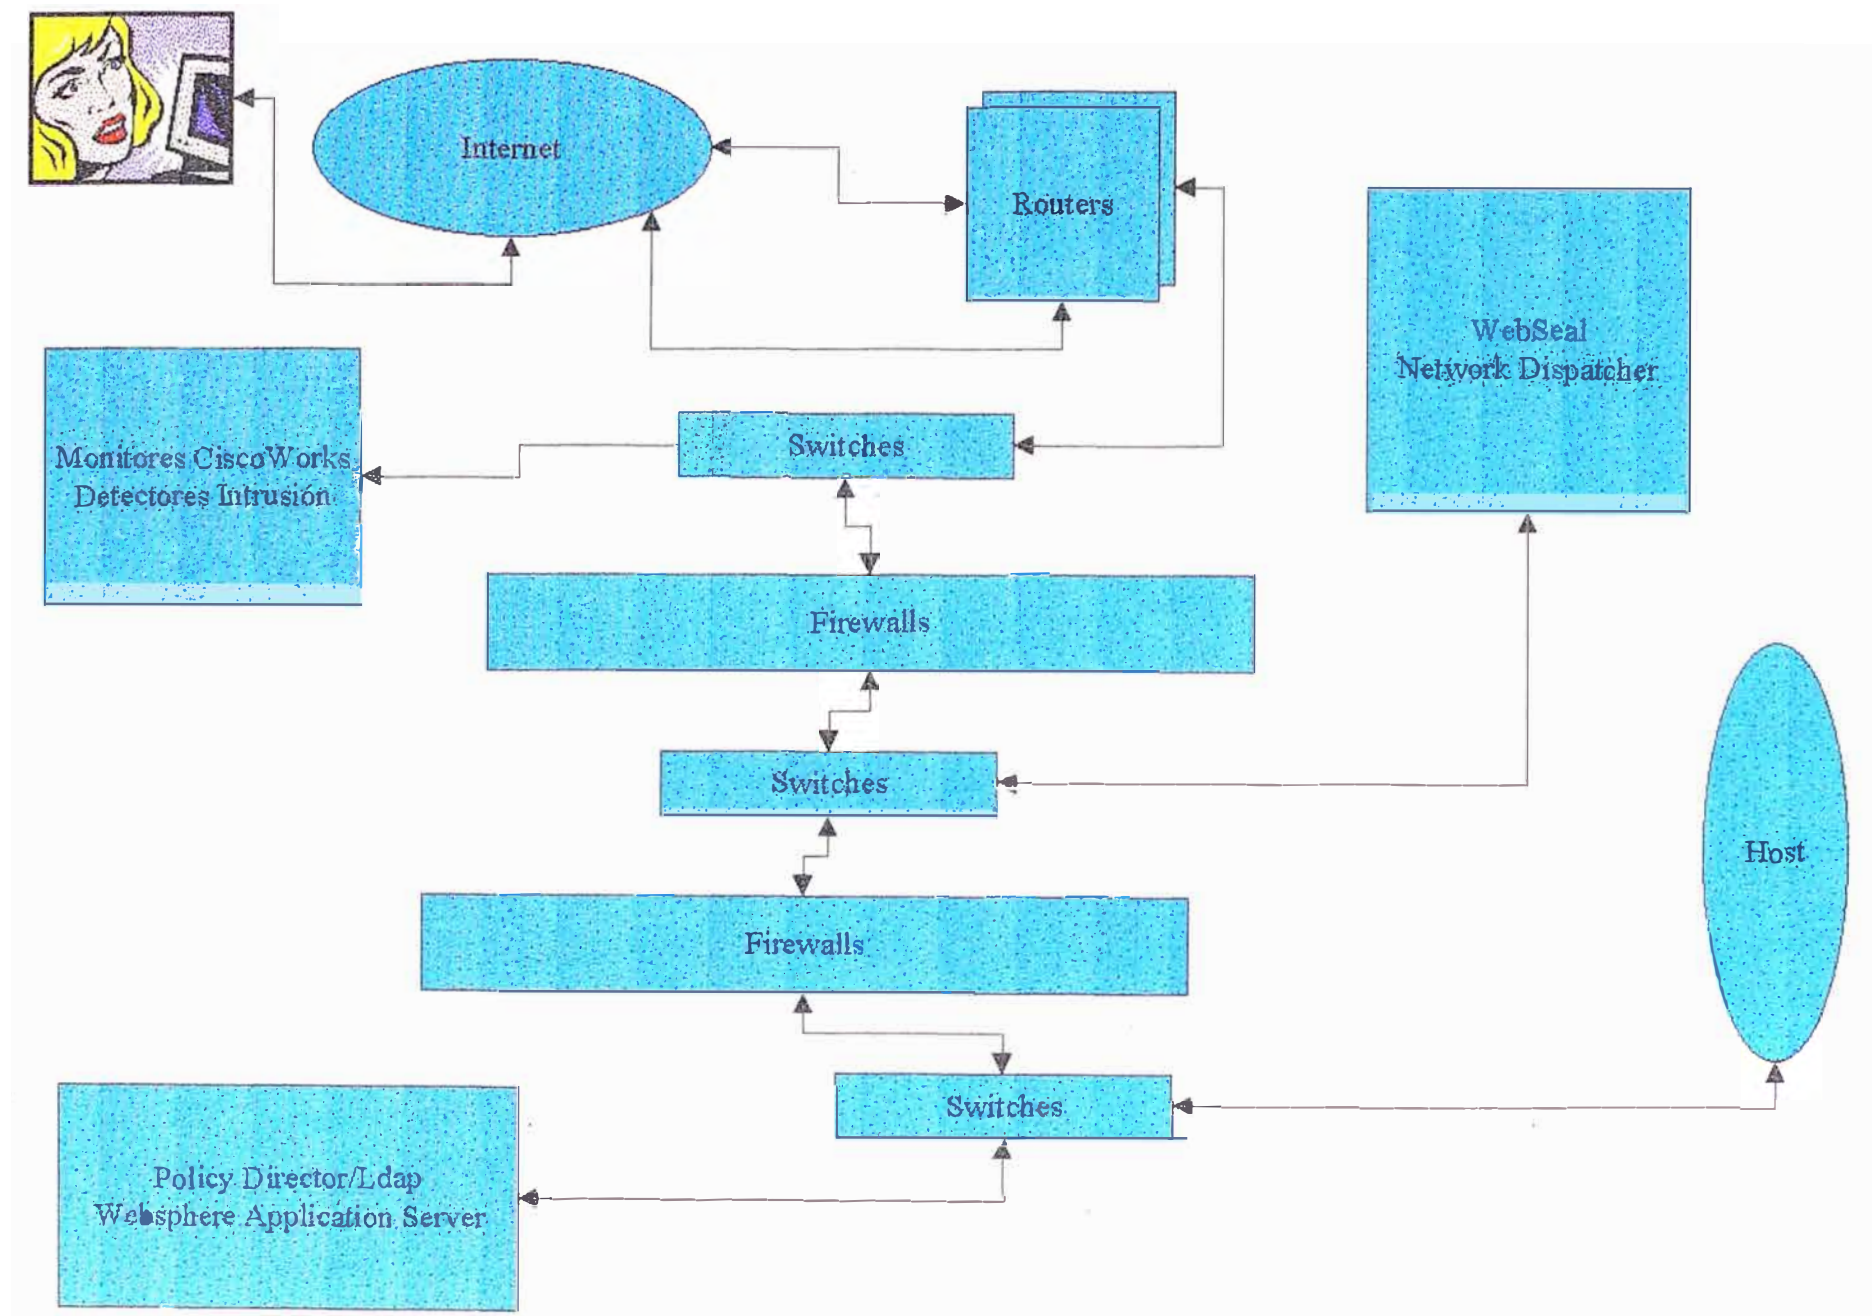 Internet
Routers
WebSeal
Network Dispatcher
Monitores CiscoWorks
Detectores Intrusión
Switches
Firewalls
Switches
Host
Firewalls
Switches
Policy Director/Ldap
Websphere Application Server